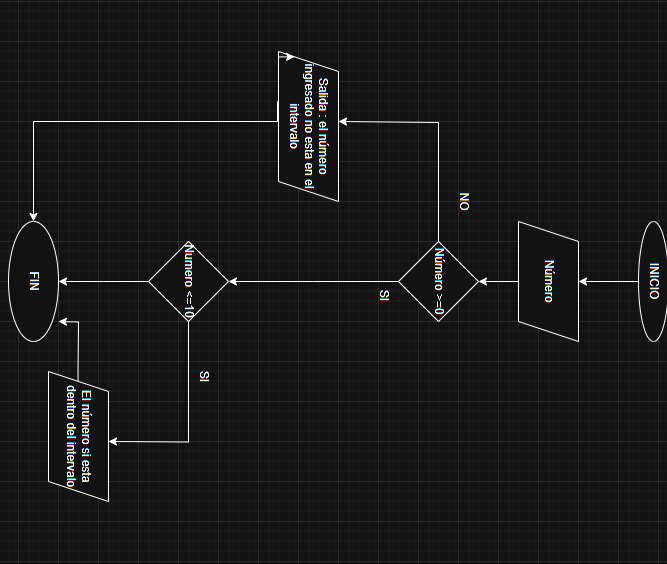 INICIO
Número
Número >=0
NO
SI
Salida : el número
ingresado no esta en el
intervalo
Numero <=10
SI
El número si esta
dentro del intervalo
FIN